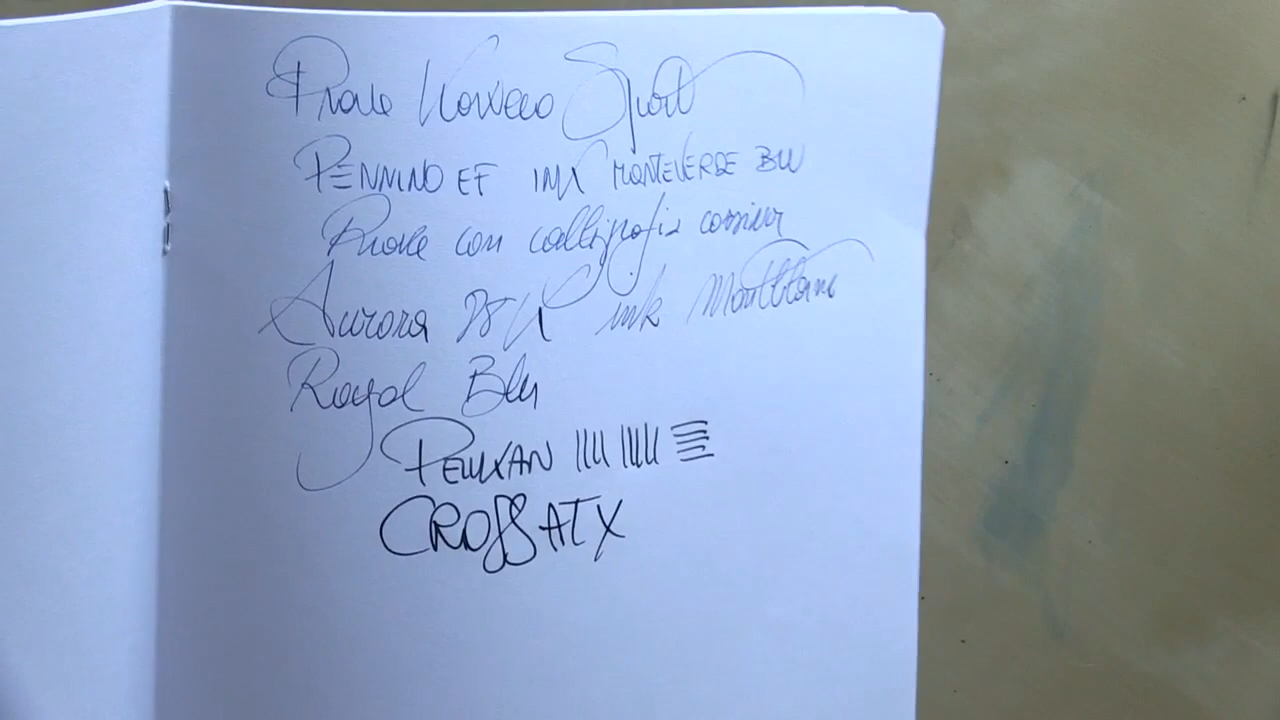 Prove Kaweco Sport
PENNINO EF INK MONTEVERDE BLU
Prove con calligrafia corsiva
Aurora 88 K ink Montblanc
Royal Blu
PELIKAN
CROSS ATX